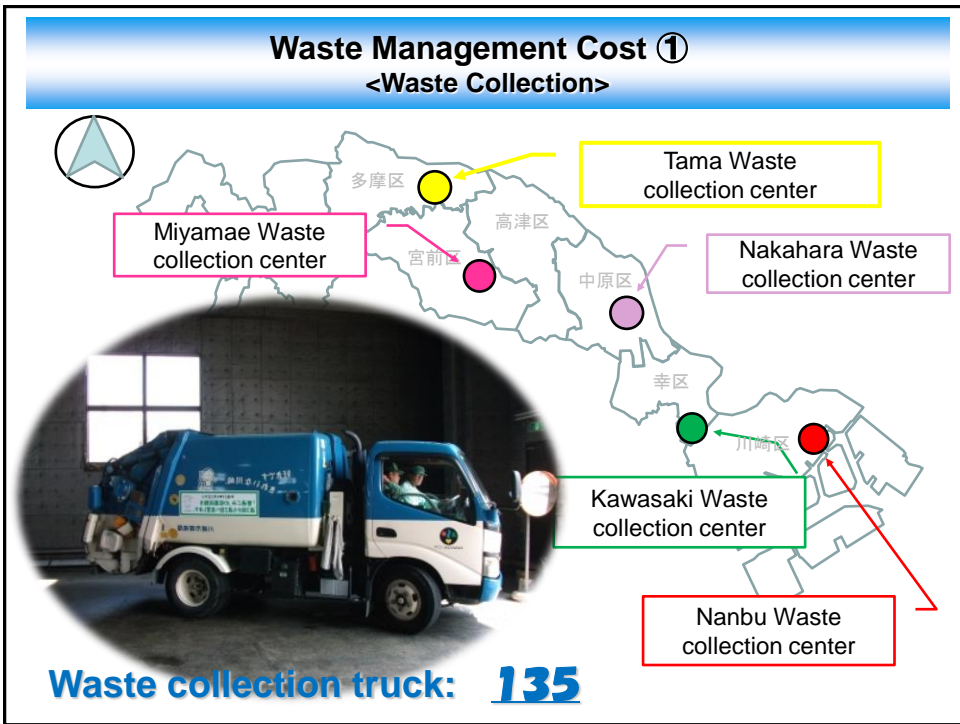 Waste Management Cost ①
<Waste Collection>
Tama Waste
collection center
多摩区
高津区
Miyamae Waste
collection center
宮前区
Nakahara Waste
collection center
中原区
幸区
川崎区
Kawasaki Waste
collection center
Nanbu Waste
collection center
Waste collection truck: 135